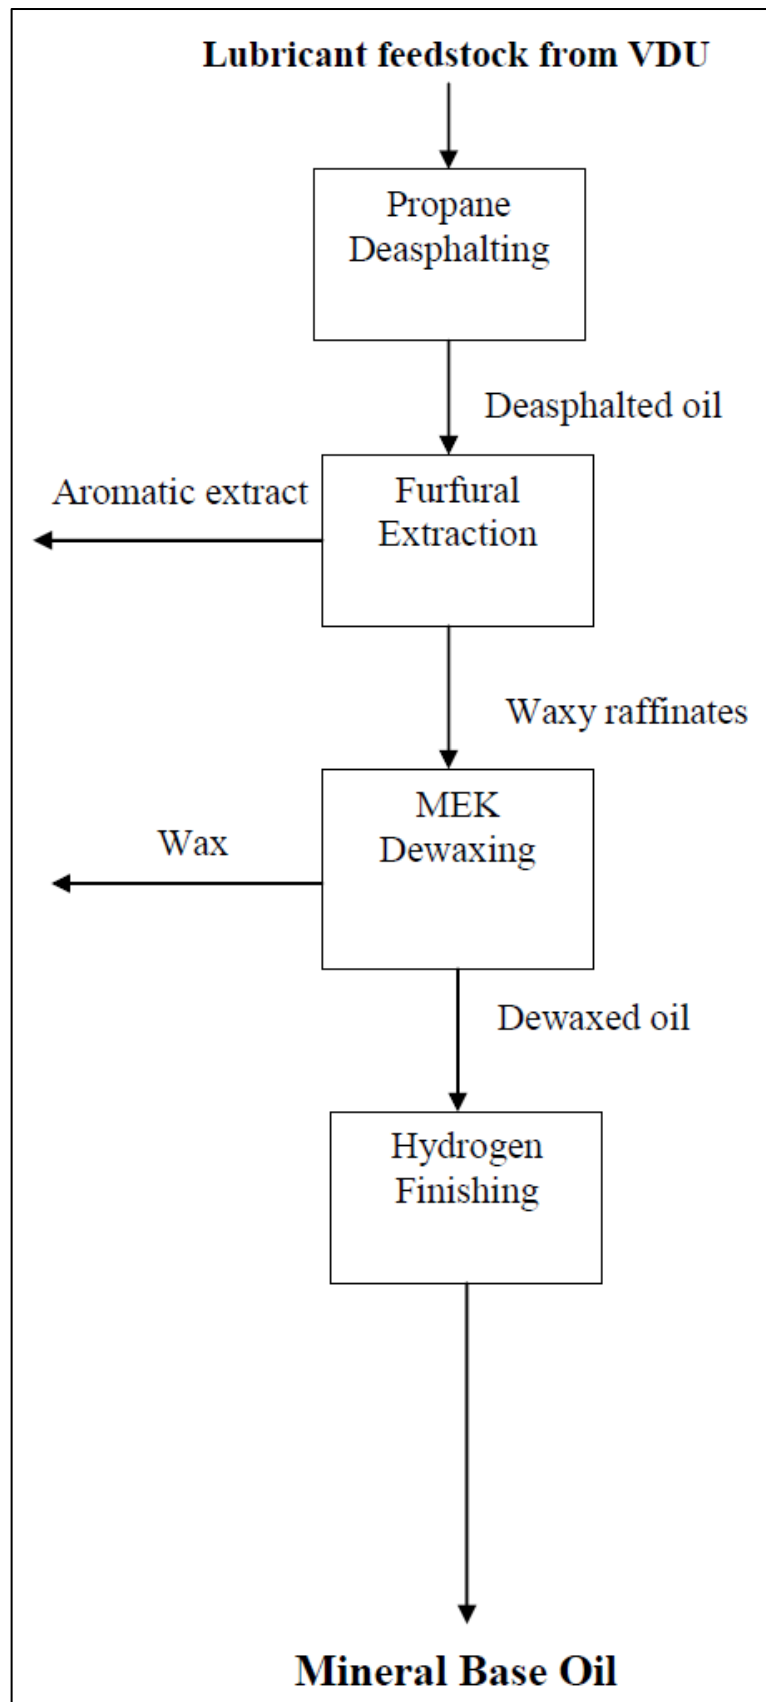 Lubricant feedstock from VDU
Propane
Deasphalting
Deasphalted oil
Aromatic extract
Furfural
Extraction
Waxy raffinates
MEK
Dewaxing
Wax
Dewaxed oil
Hydrogen
Finishing
Mineral Base Oil